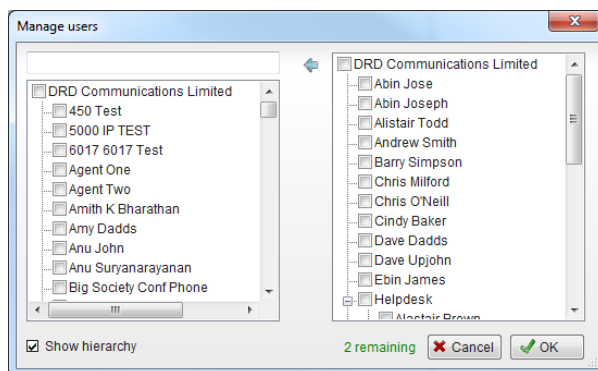 Manage users
DRD Communications Limited
450 Test
5000 IP TEST
6017 6017 Test
Agent One
Agent Two
Amith K Bharathan
Amy Dadds
Anu John
Anu Suryanarayanan
Big Society Conf Phone
DRD Communications Limited
Abin Jose
Abin Joseph
Alistair Todd
Andrew Smith
Barry Simpson
Chris Milford
Chris O'Neill
Cindy Baker
Dave Dadds
Dave Upjohn
Ebin James
Helpdesk
Alastair Brown
Show hierarchy
2 remaining
Cancel
OK